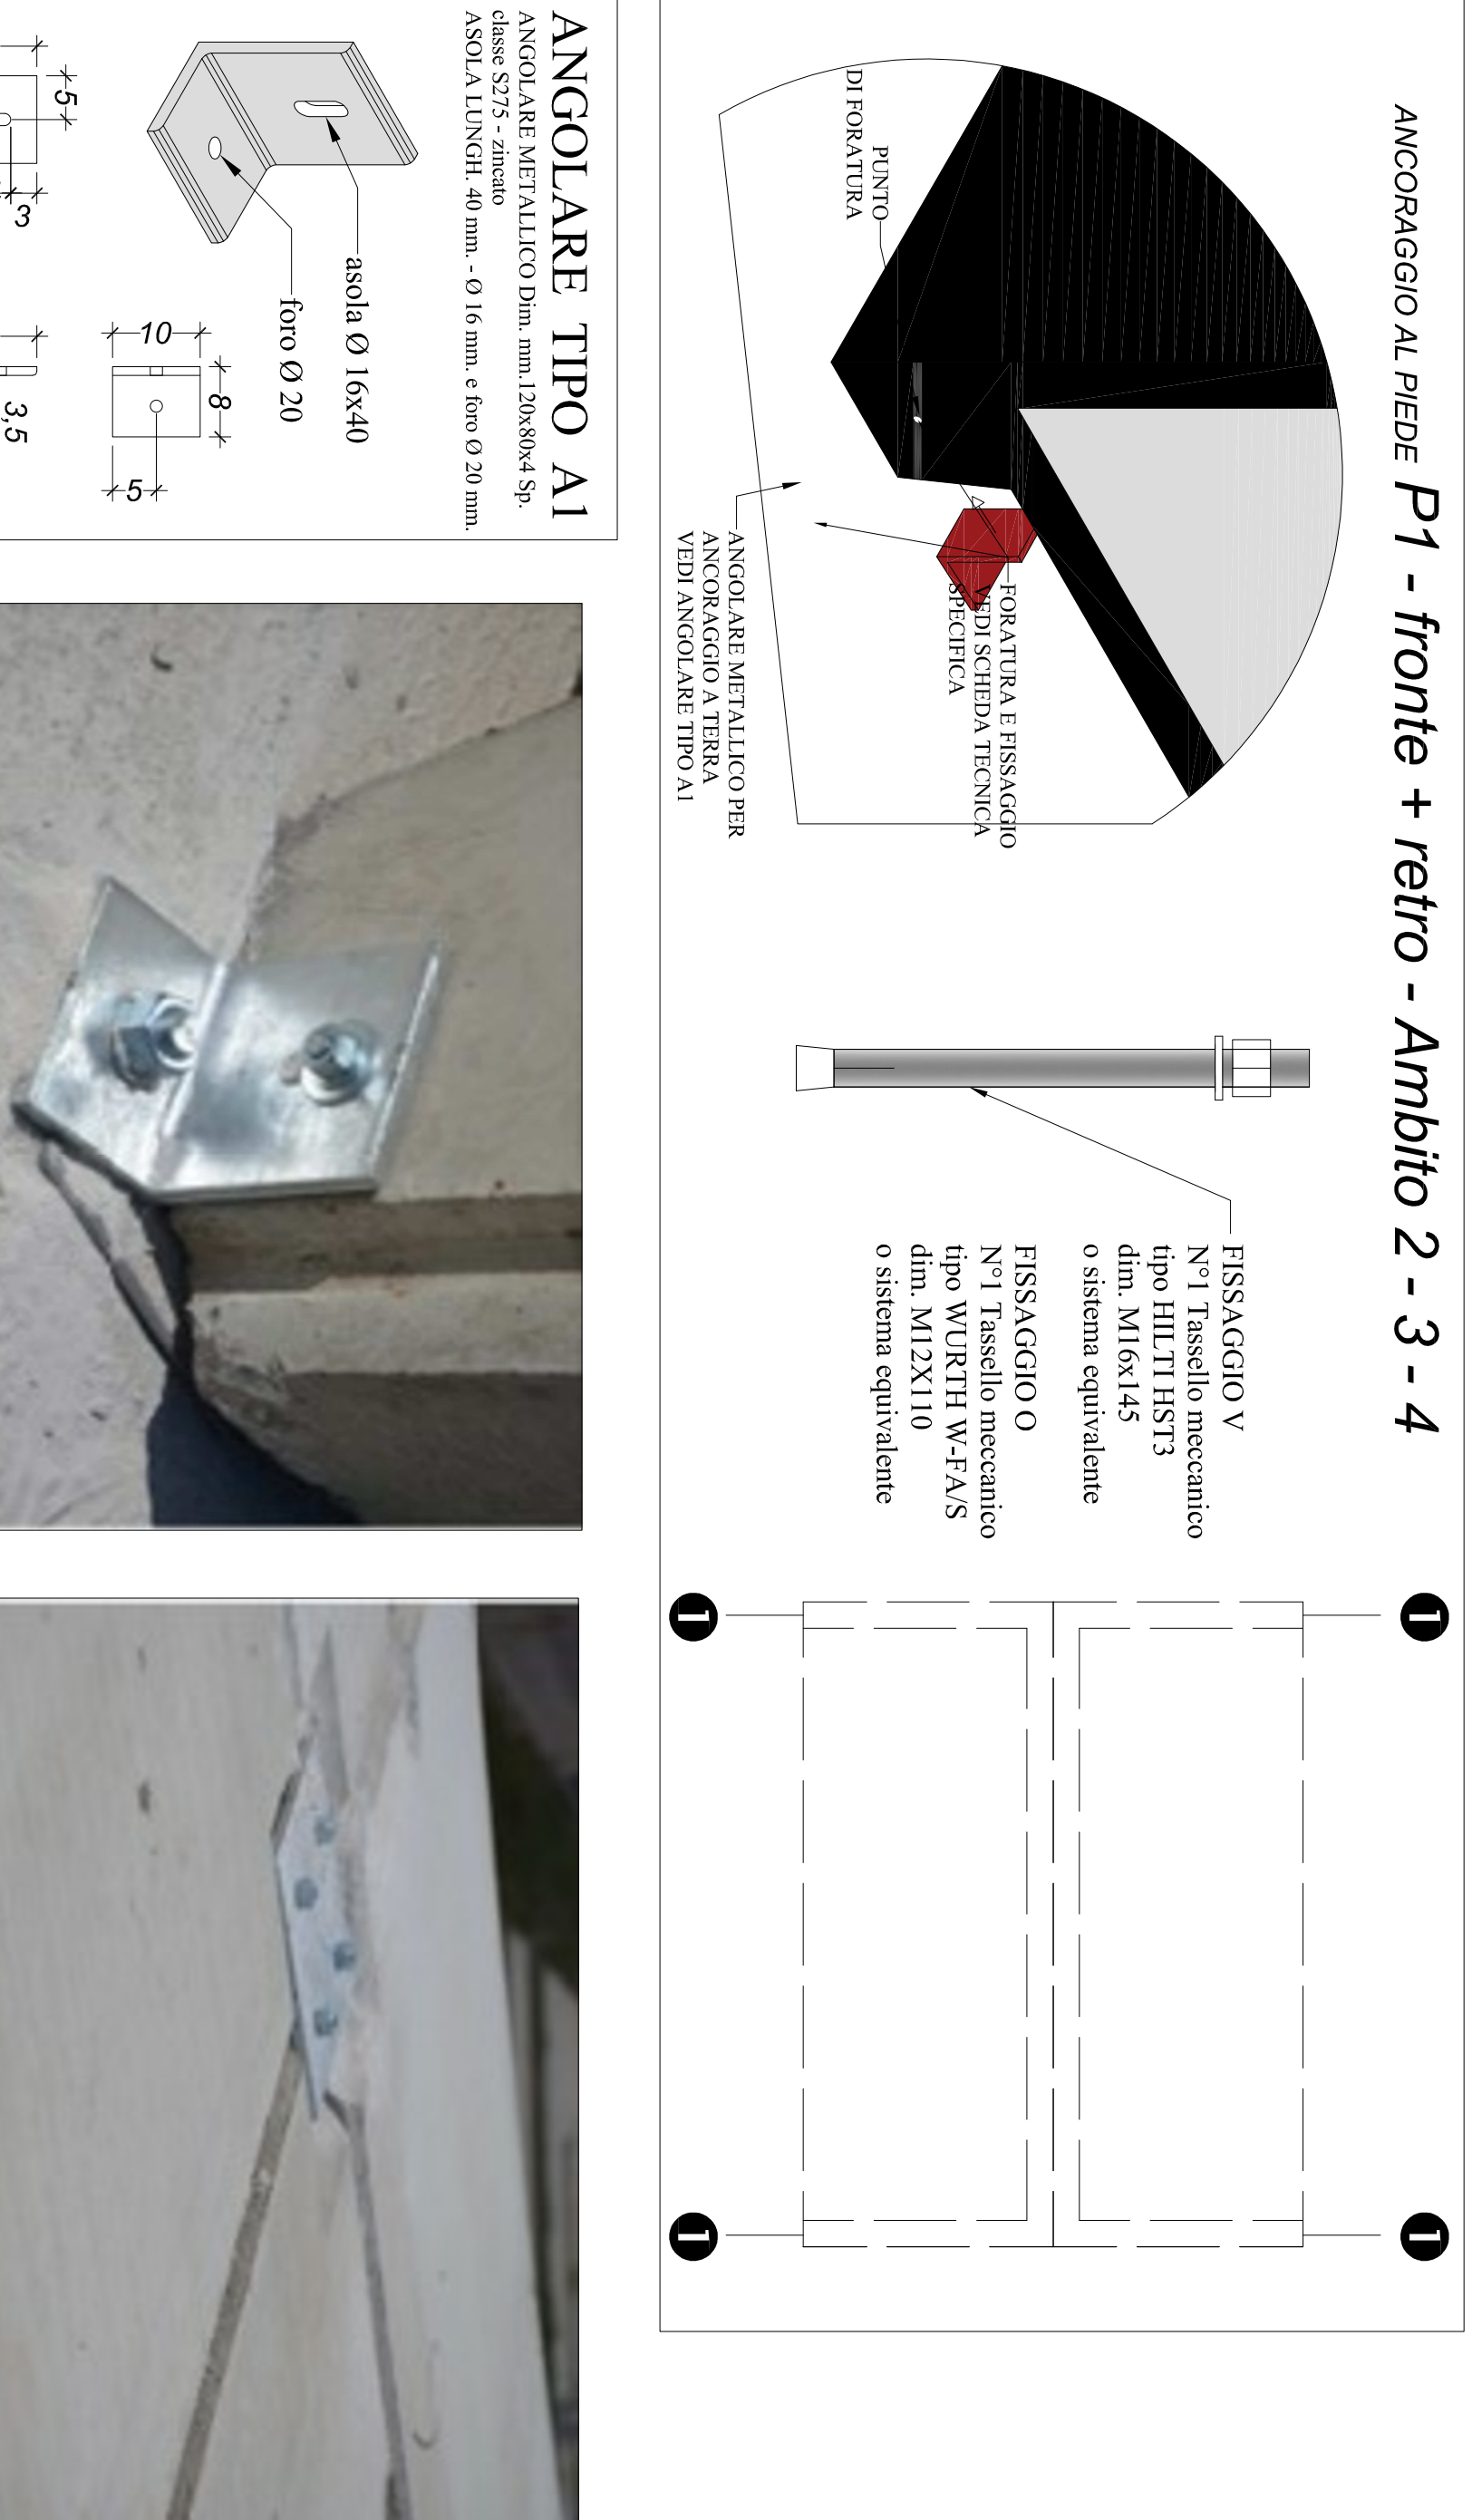 ANCORAGGIO AL PIEDE P1 - fronte + retro - Ambito 2 - 3 - 4
PUNTO
DI FORATURA
FORATURA E FISSAGGIO
VEDI SCHEDA TECNICA
SPECIFICA
ANGOLARE METALLICO PER
ANCORAGGIO A TERRA
VEDI ANGOLARE TIPO A1
FISSAGGIO V
N°1 Tassello meccanico
tipo HILTI HST3
dim. M16x145
o sistema equivalente
FISSAGGIO O
N°1 Tassello meccanico
tipo WURTH W-FA/S
dim. M12X110
o sistema equivalente
1
1
1
1
ANGOLARE TIPO A1
ANGOLARE METALLICO Dim. mm.120x80x4 Sp.
classe S275 - zincato
ASOLA LUNGH. 40 mm. - Ø 16 mm. e foro Ø 20 mm.
asola Ø 16x40
foro Ø 20
10
8
5
5
3
3,5